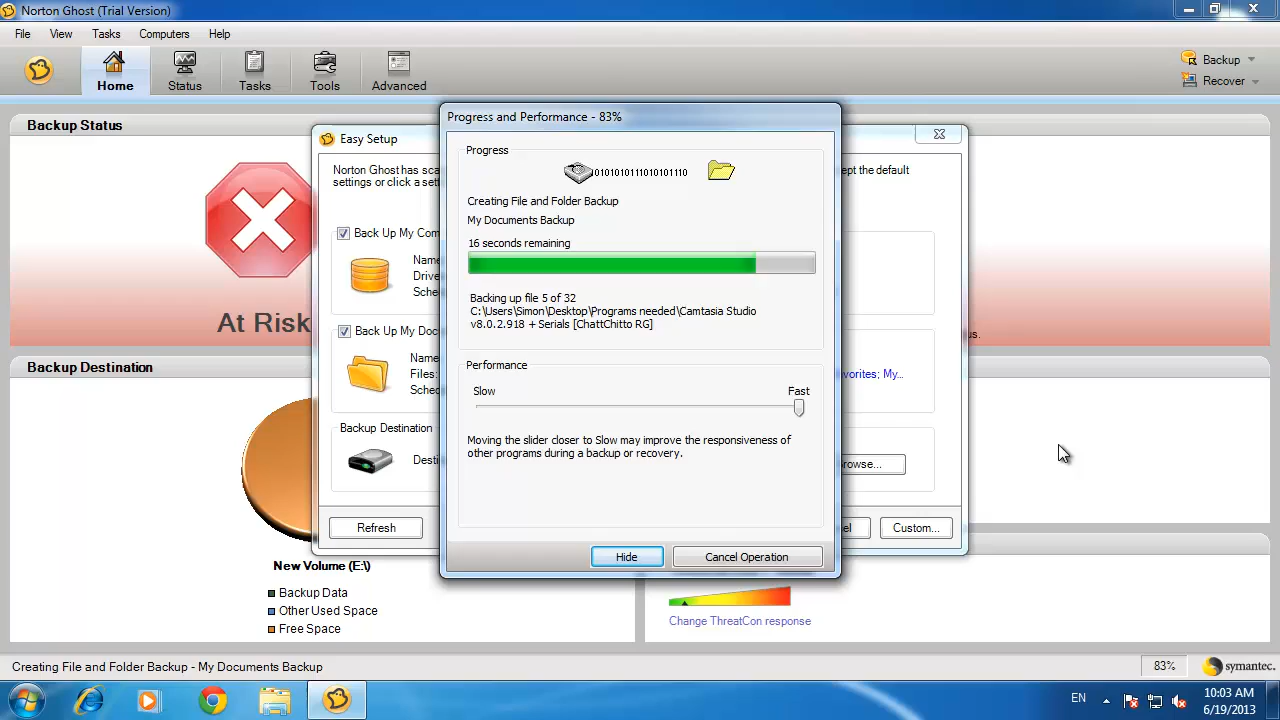 Norton Ghost (Trial Version)
File View Tasks Computers Help
Home Status Tasks Tools Advanced
Backup
Recover
Backup Status
At Risk
Easy Setup
Norton Ghost has sca
settings or click a set
ept the default
Back Up My Com
Name
Drive
Sche
Back Up My Doc
Name
Files:
Sche
vorites; My...
Backup Destination
Desti
rowse...
Refresh
el
Custom...
Progress and Performance - 83%
Progress
01010101110101011110
Creating File and Folder Backup
My Documents Backup
16 seconds remaining
Backing up file 5 of 32
C:\Users\Simon\Desktop\Programs needed\Camtasia Studio
v8.0.2.918 + Serials [ChattChitto RG]
Performance
Slow Fast
Moving the slider closer to Slow may improve the responsiveness of
other programs during a backup or recovery.
Hide Cancel Operation
us.
Backup Destination
New Volume (E:\)
Backup Data
Other Used Space
Free Space
Change ThreatCon response
Creating File and Folder Backup - My Documents Backup
83%
symantec.
EN
10:03 AM
6/19/2013